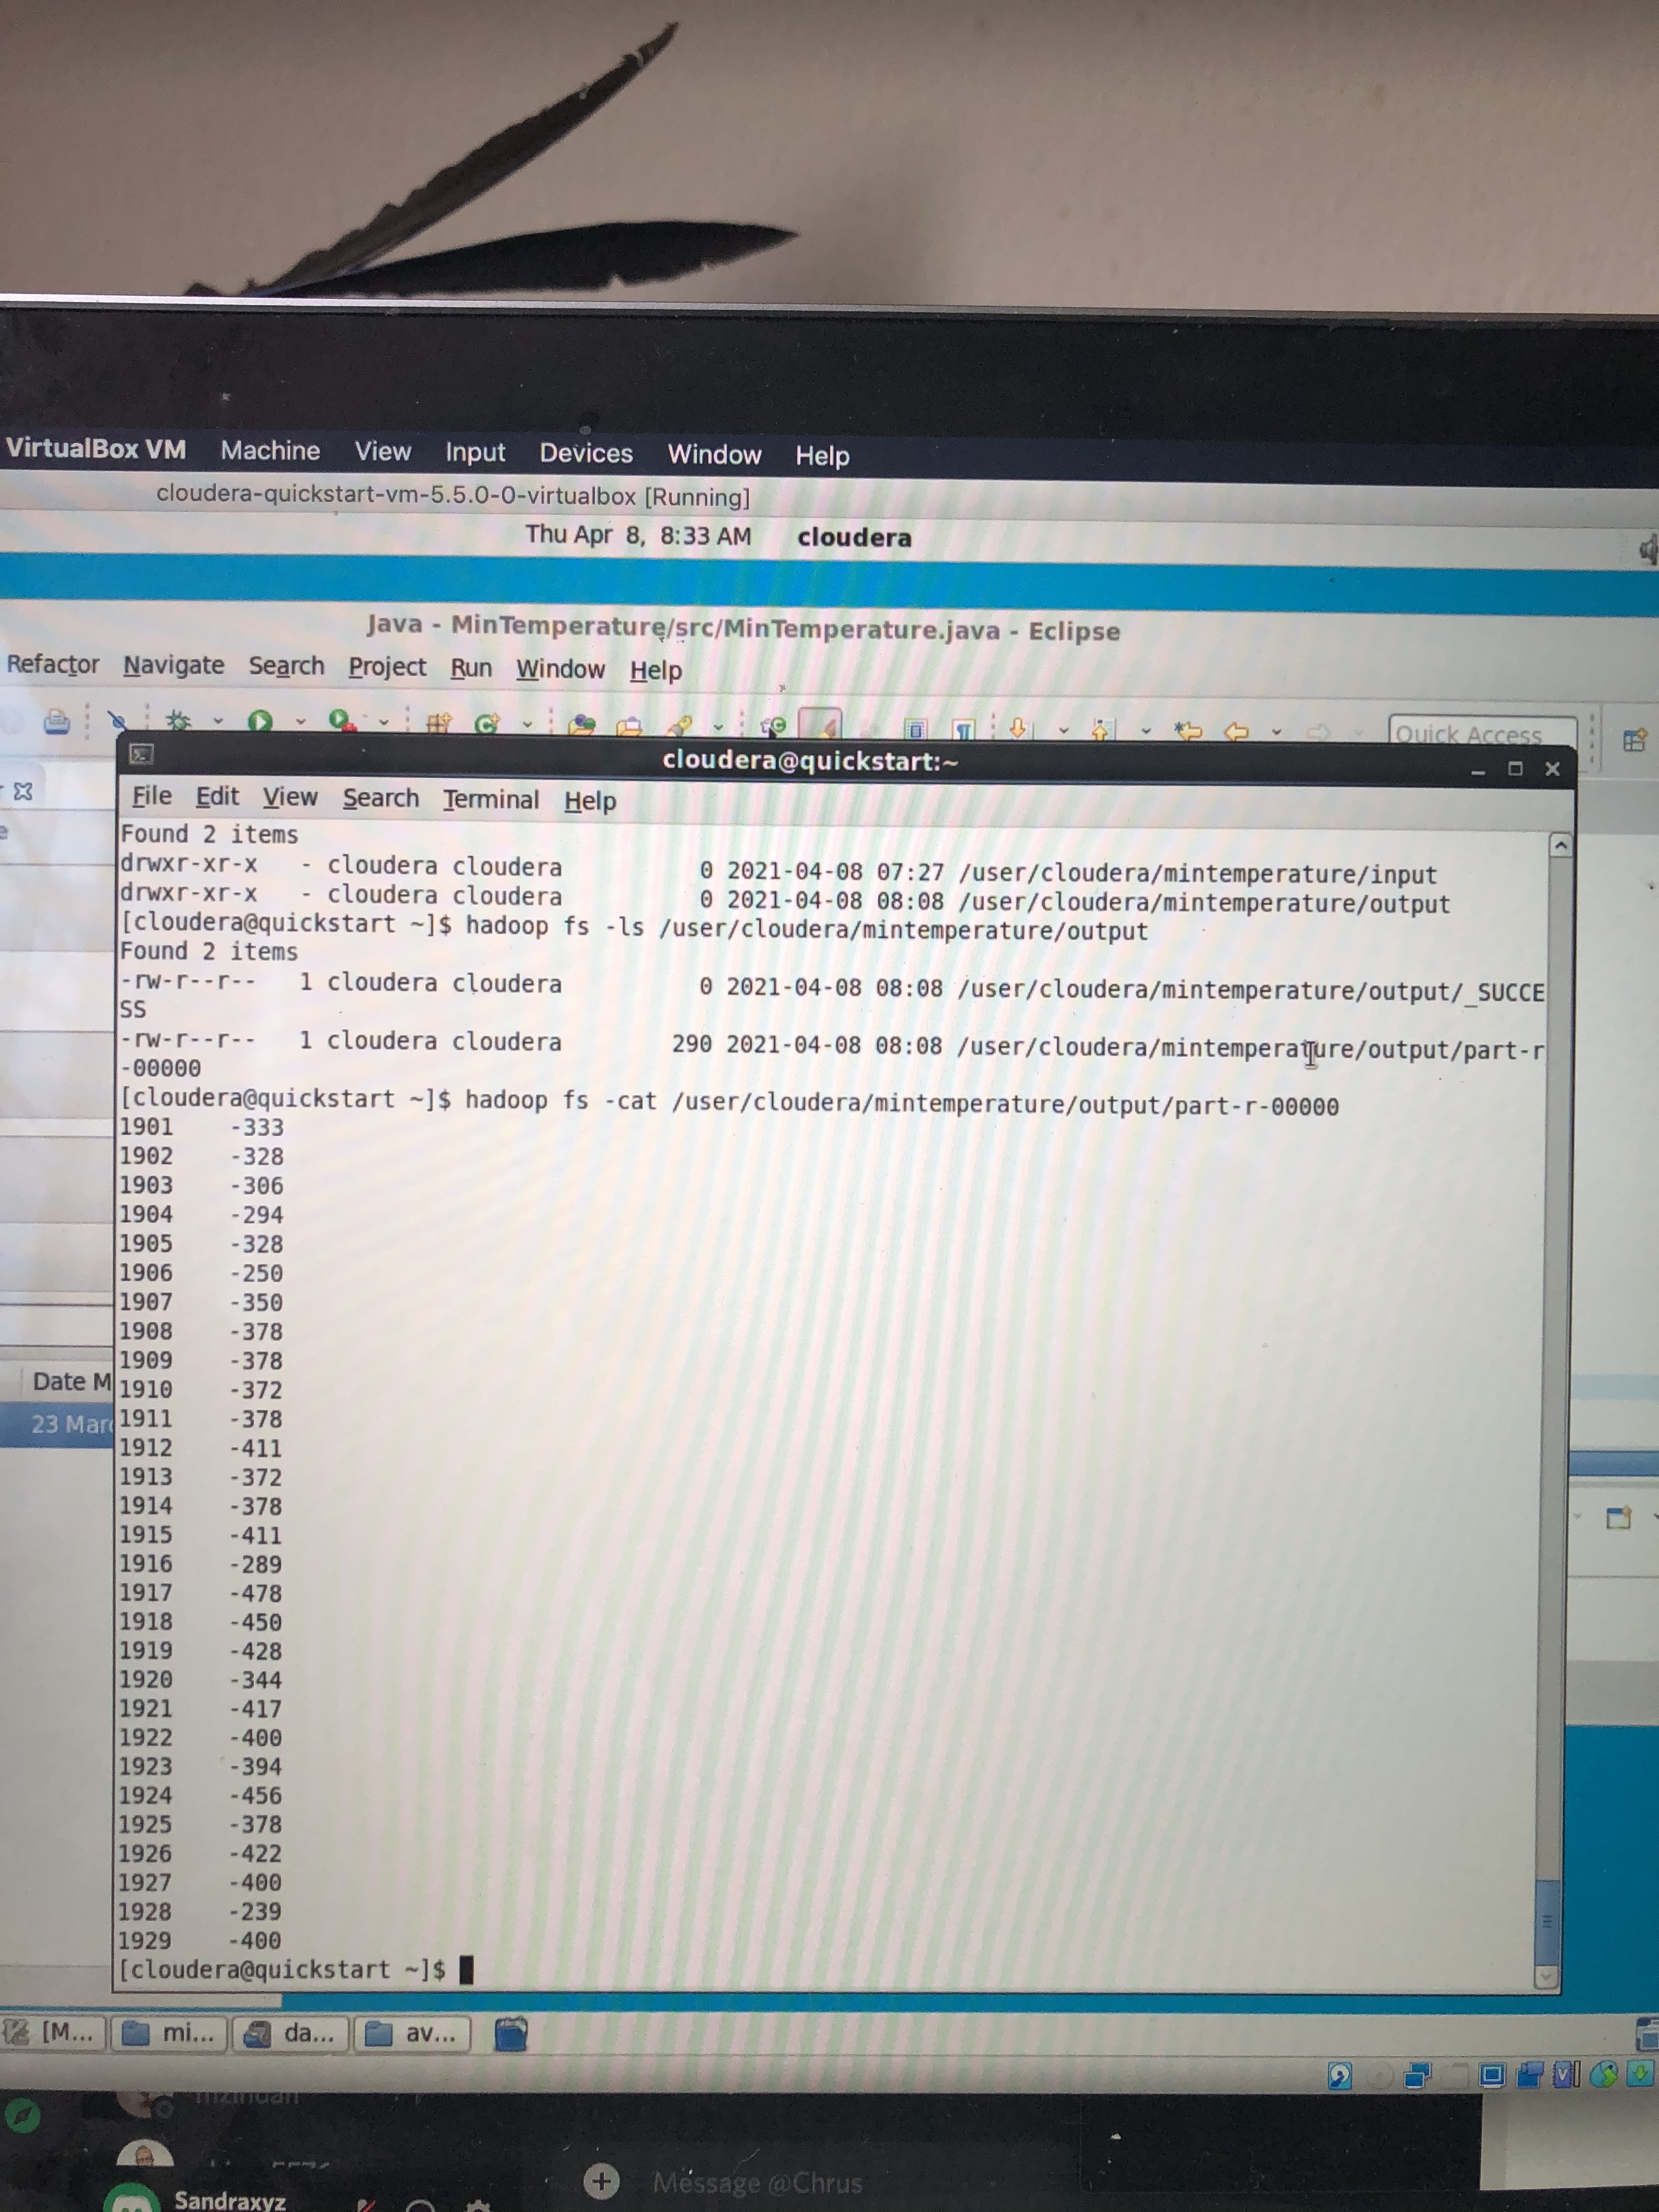 VirtualBox VM Machine View Input Devices Window Help
cloudera-quickstart-vm-5.5.0-0-virtualbox [Running]
Thu Apr 8, 8:33 AM cloudera
Java - MinTemperature/src/MinTemperature.java - Eclipse
Refactor Navigate Search Project Run Window Help
Quick Access
cloudera@quickstart:~
File Edit View Search Terminal Help
Found 2 items
drwxr-xr-x - cloudera cloudera 0 2021-04-08 07:27 /user/cloudera/mintemperature/input
drwxr-xr-x - cloudera cloudera 0 2021-04-08 08:08 /user/cloudera/mintemperature/output
[cloudera@quickstart ~]$ hadoop fs -ls /user/cloudera/mintemperature/output
Found 2 items
-rw-r--r-- 1 cloudera cloudera 0 2021-04-08 08:08 /user/cloudera/mintemperature/output/_SUCCE
SS
-rw-r--r-- 1 cloudera cloudera 290 2021-04-08 08:08 /user/cloudera/mintemperature/output/part-r
-00000
[cloudera@quickstart ~]$ hadoop fs -cat /user/cloudera/mintemperature/output/part-r-00000
1901 -333
1902 -328
1903 -306
1904 -294
1905 -328
1906 -250
1907 -350
1908 -378
1909 -378
1910 -372
1911 -378
1912 -411
1913 -372
1914 -378
1915 -411
1916 -289
1917 -478
1918 -450
1919 -428
1920 -344
1921 -417
1922 -400
1923 -394
1924 -456
1925 -378
1926 -422
1927 -400
1928 -239
1929 -400
[cloudera@quickstart ~]$
Date M
23 Mar
[M... mi... da... av...
Message @Chrus
Sandraxyz